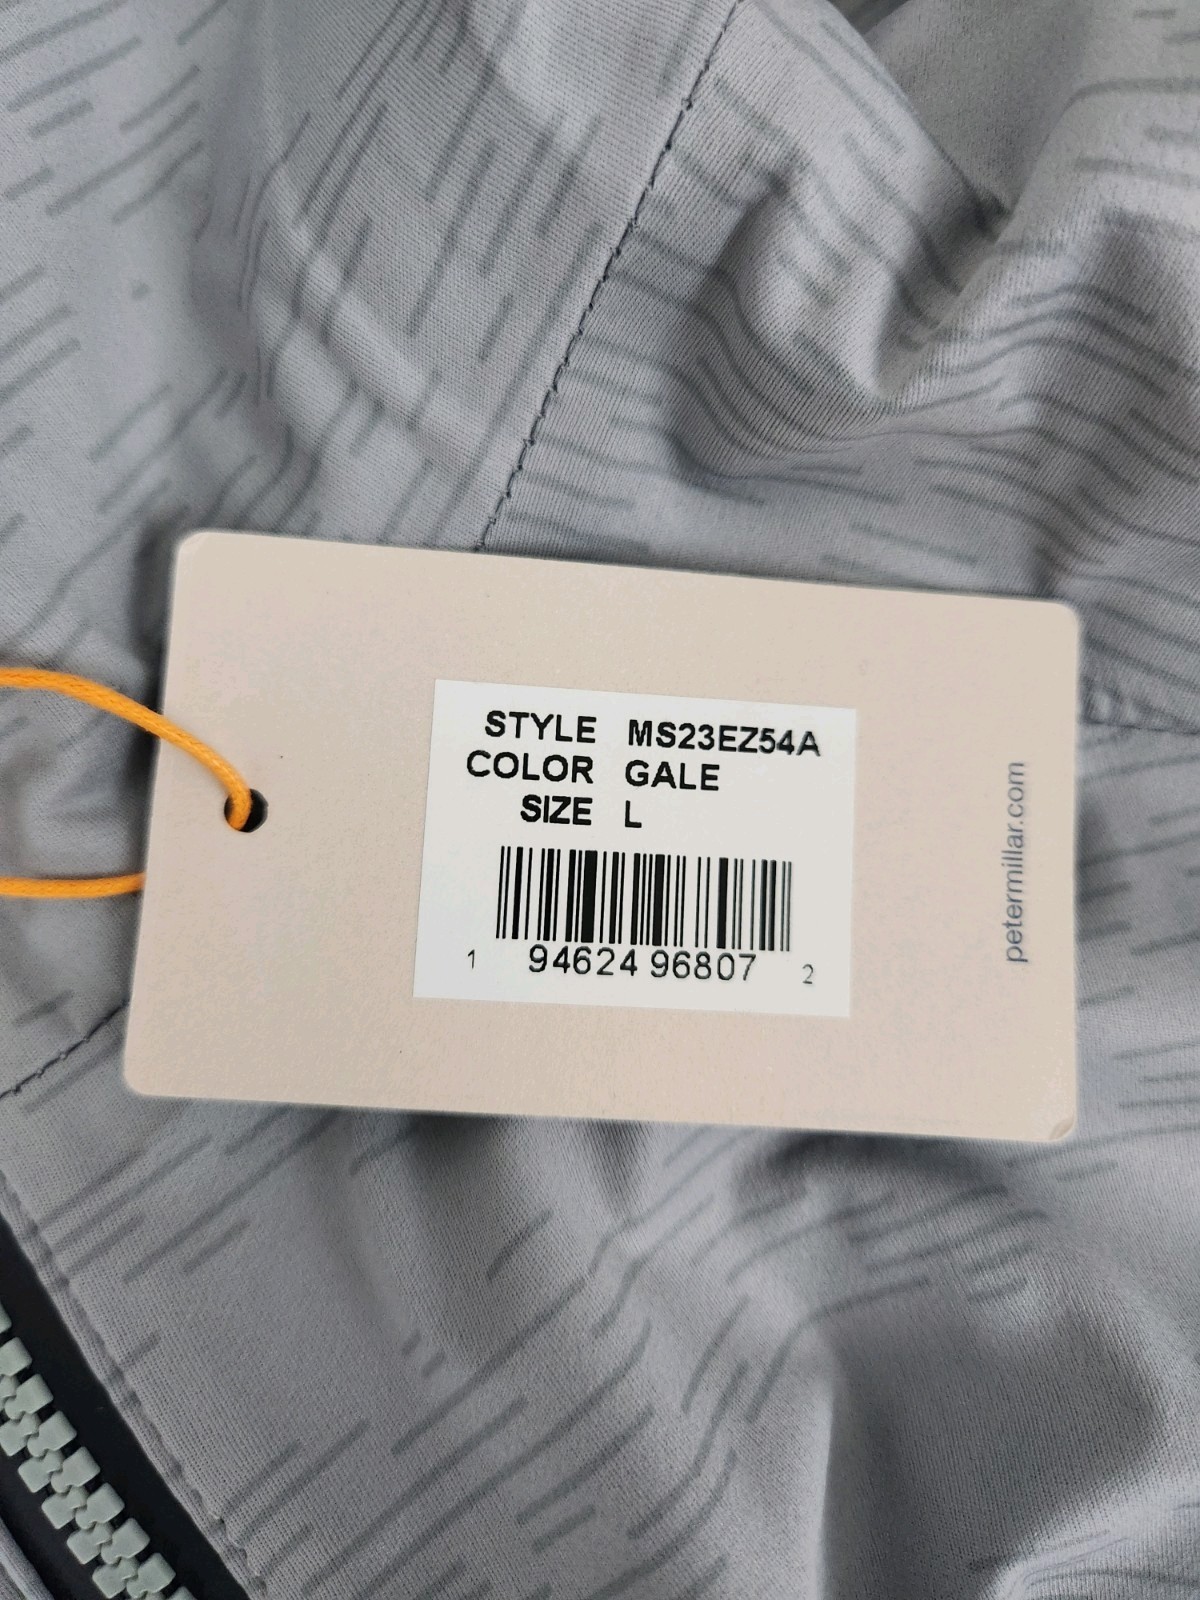 STYLE MS23EZ54A
COLOR GALE
SIZE L
1 94624 96807 2
petermillar.com